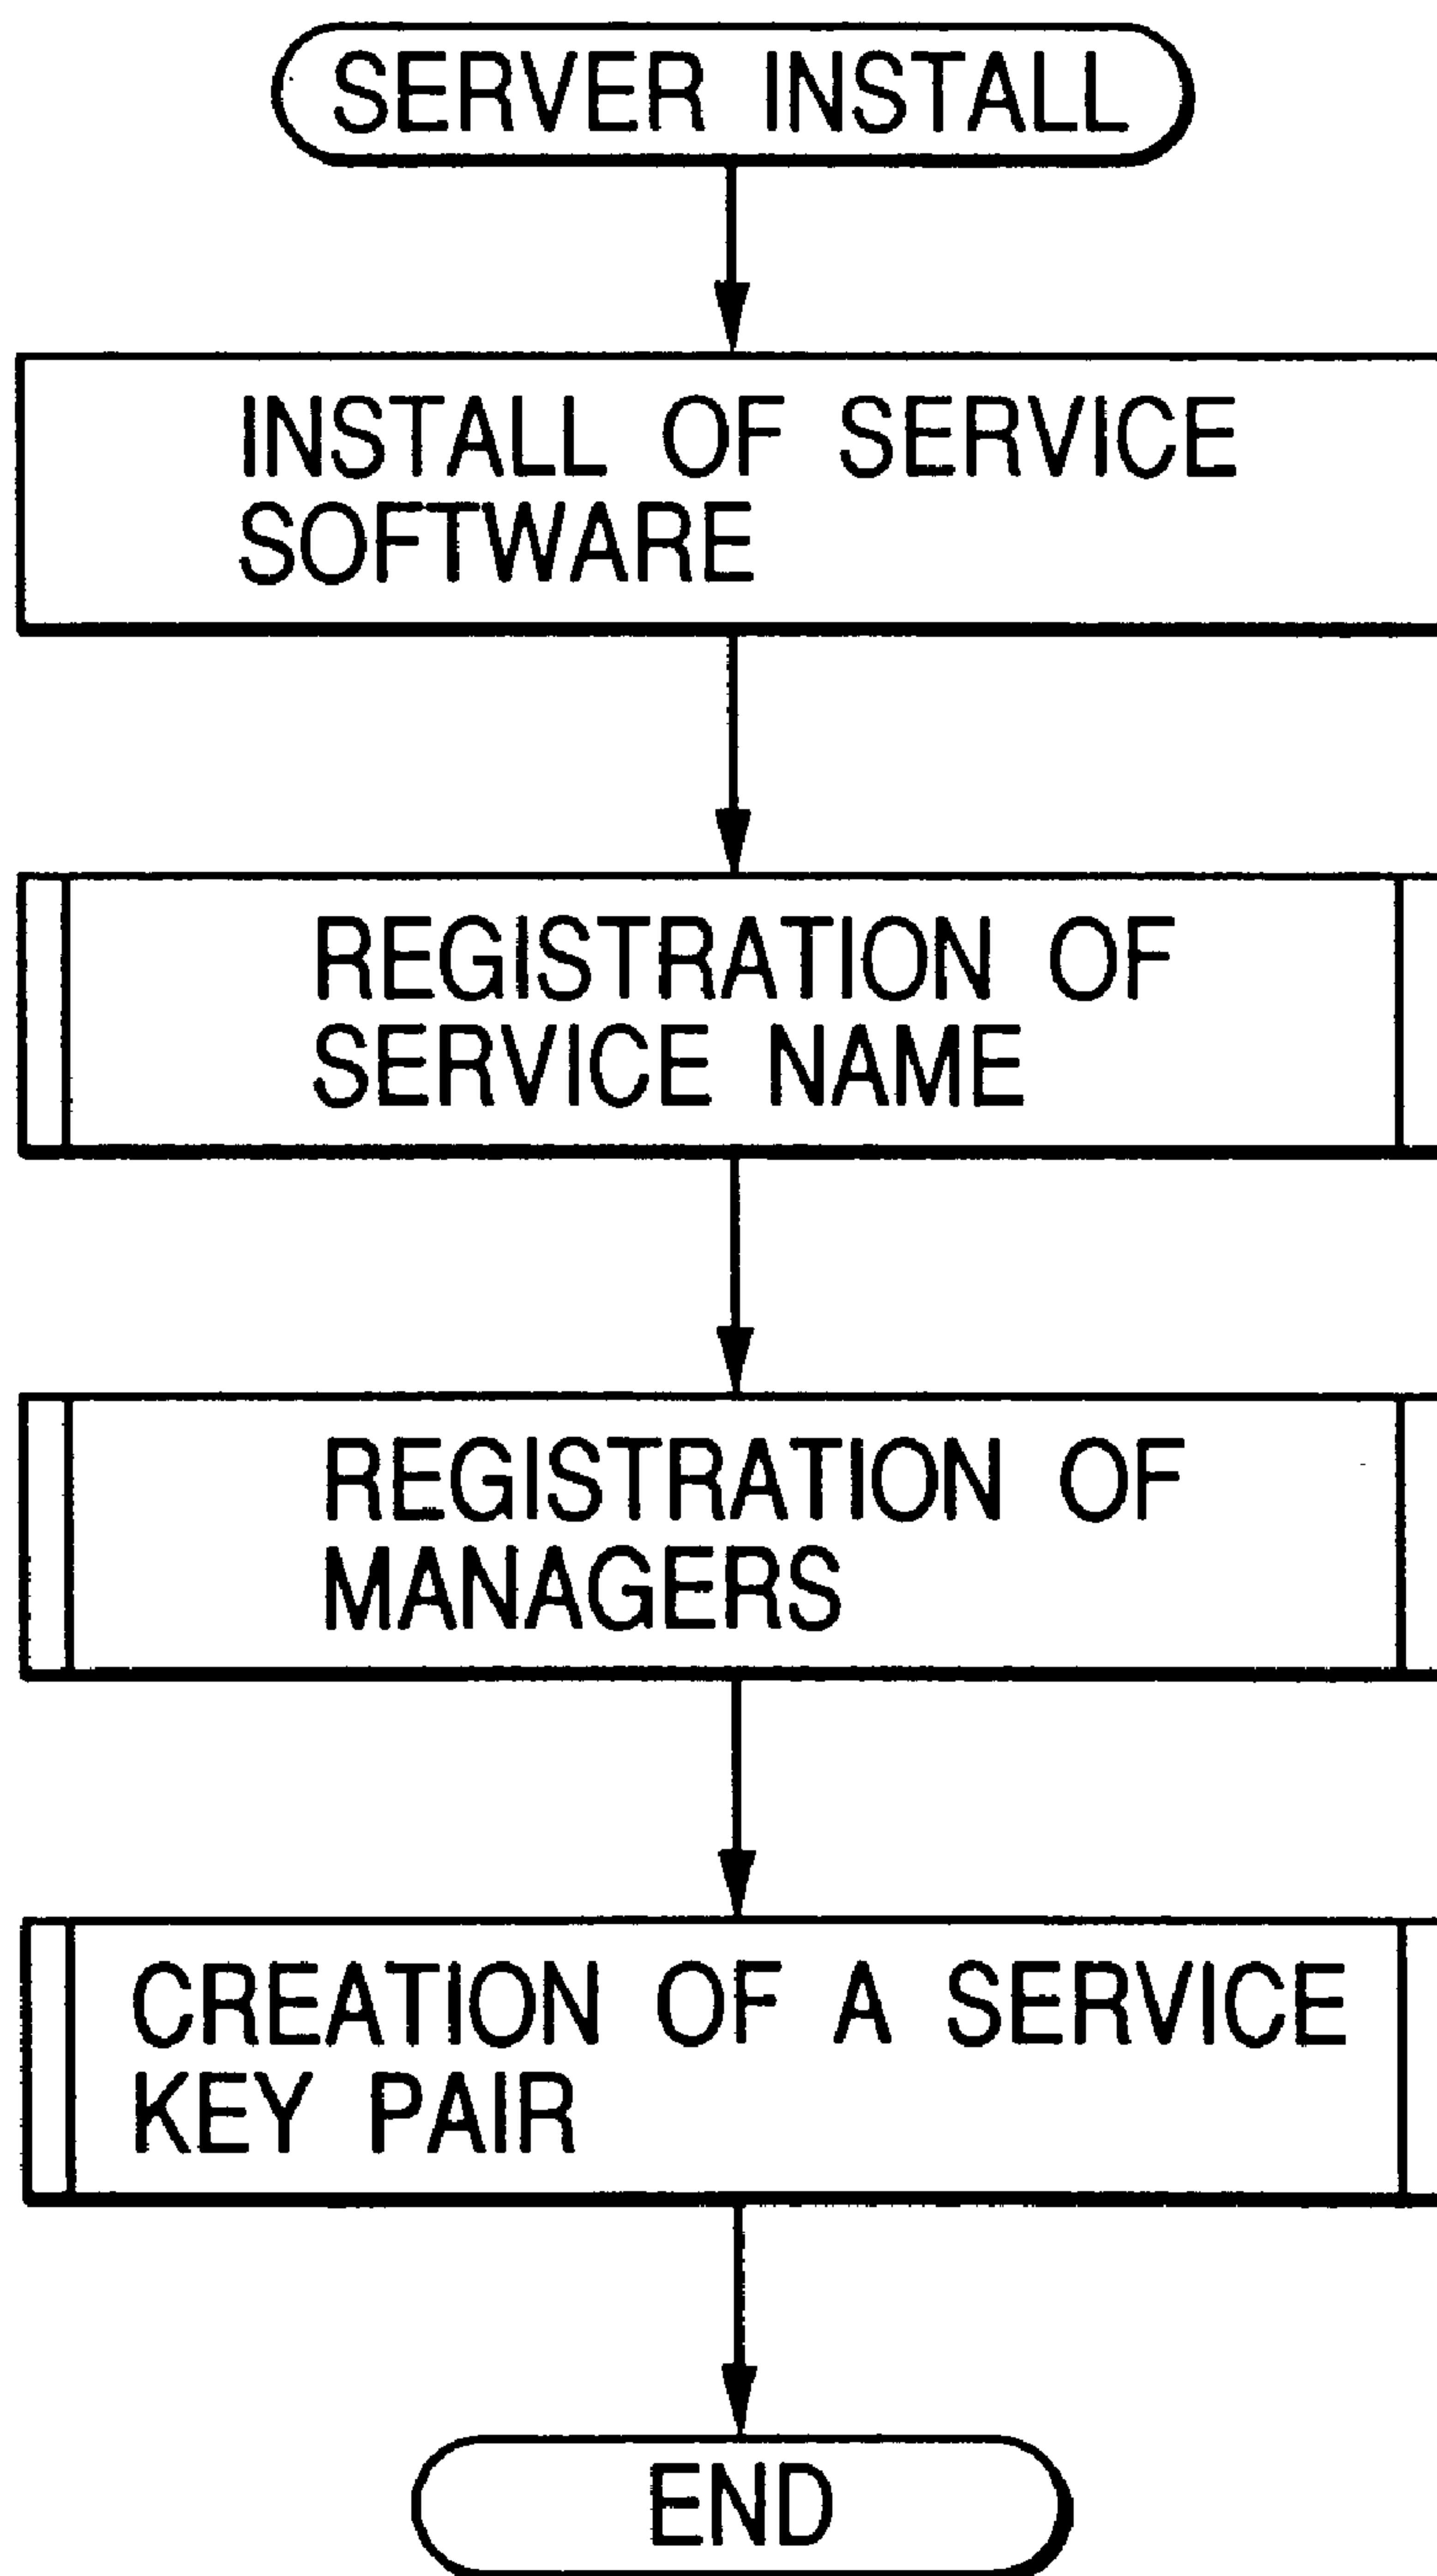 SERVER INSTALL
INSTALL OF SERVICE
SOFTWARE
REGISTRATION OF
SERVICE NAME
REGISTRATION OF
MANAGERS
CREATION OF A SERVICE
KEY PAIR
END